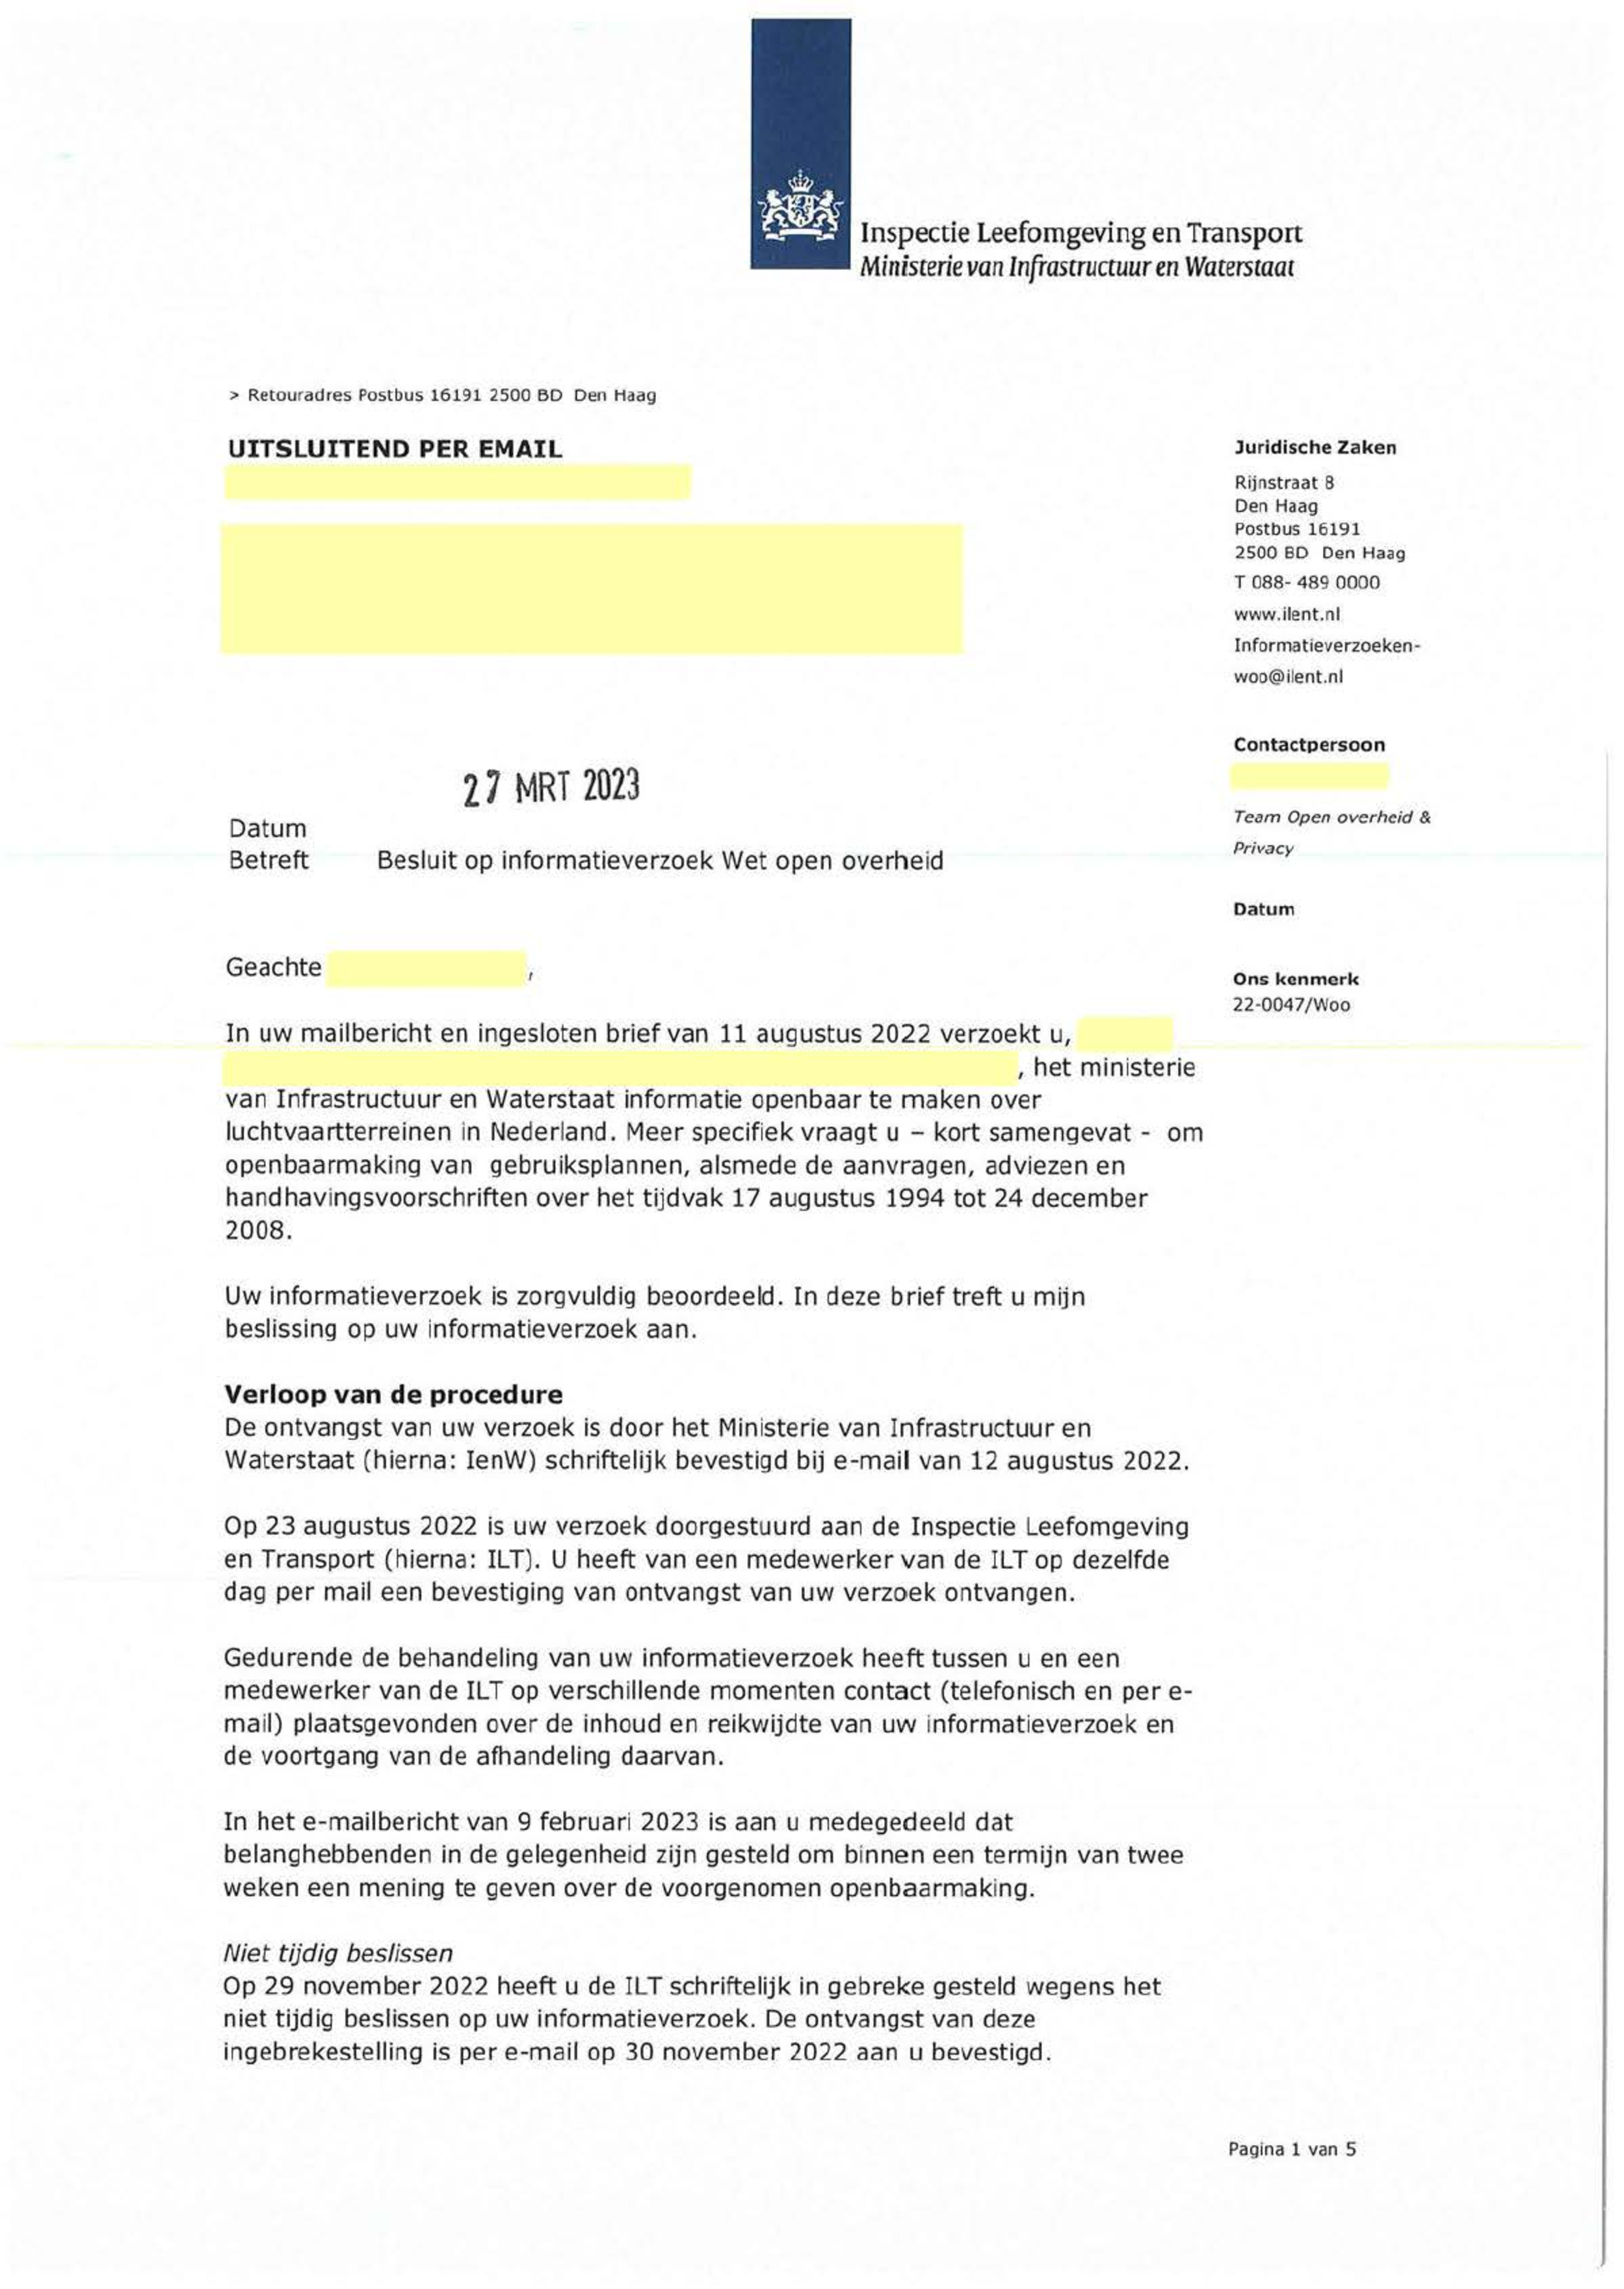 Inspectie Leefomgeving en Transport
Ministerie van Infrastructuur en Waterstaat
> Retouradres Postbus 16191 2500 BD Den Haag
UITSLUITEND PER EMAIL
Juridische Zaken
Rijnstraat 8
Den Haag
Postbus 16191
2500 BD Den Haag
T 088- 489 0000
www.ilent.nl
Informatieverzoeken-
woo@ilent.nl
Contactpersoon
Team Open overheid &
Privacy
Datum
Ons kenmerk
22-0047/Woo
27 MRT 2023
Datum
Betreft Besluit op informatieverzoek Wet open overheid
Geachte ,
In uw mailbericht en ingesloten brief van 11 augustus 2022 verzoekt u,
, het ministerie
van Infrastructuur en Waterstaat informatie openbaar te maken over
luchtvaartterreinen in Nederland. Meer specifiek vraagt u – kort samengevat - om
openbaarmaking van gebruiksplannen, alsmede de aanvragen, adviezen en
handhavingsvoorschriften over het tijdvak 17 augustus 1994 tot 24 december
2008.
Uw informatieverzoek is zorgvuldig beoordeeld. In deze brief treft u mijn
beslissing op uw informatieverzoek aan.
Verloop van de procedure
De ontvangst van uw verzoek is door het Ministerie van Infrastructuur en
Waterstaat (hierna: IenW) schriftelijk bevestigd bij e-mail van 12 augustus 2022.
Op 23 augustus 2022 is uw verzoek doorgestuurd aan de Inspectie Leefomgeving
en Transport (hierna: ILT). U heeft van een medewerker van de ILT op dezelfde
dag per mail een bevestiging van ontvangst van uw verzoek ontvangen.
Gedurende de behandeling van uw informatieverzoek heeft tussen u en een
medewerker van de ILT op verschillende momenten contact (telefonisch en per e-
mail) plaatsgevonden over de inhoud en reikwijdte van uw informatieverzoek en
de voortgang van de afhandeling daarvan.
In het e-mailbericht van 9 februari 2023 is aan u medegedeeld dat
belanghebbenden in de gelegenheid zijn gesteld om binnen een termijn van twee
weken een mening te geven over de voorgenomen openbaarmaking.
Niet tijdig beslissen
Op 29 november 2022 heeft u de ILT schriftelijk in gebreke gesteld wegens het
niet tijdig beslissen op uw informatieverzoek. De ontvangst van deze
ingebrekestelling is per e-mail op 30 november 2022 aan u bevestigd.
Pagina 1 van 5